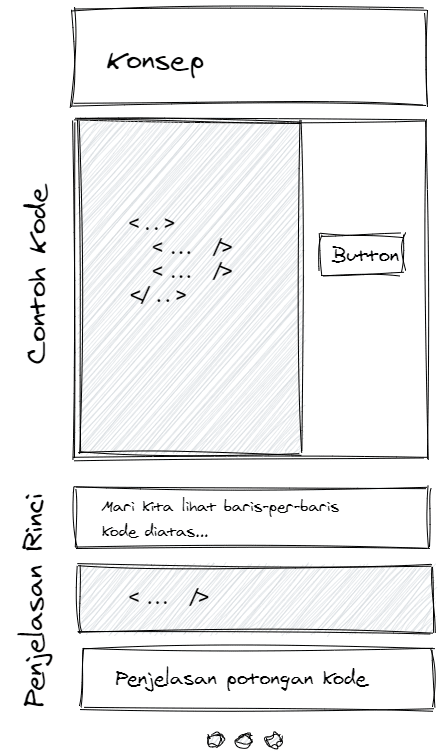 Konsep
Contoh Kode
< .. >
< ... />
< ... />
</ .. >
Button
Penjelasan Rinci
Mari kita lihat baris-per-baris
kode diatas...
< ... />
Penjelasan potongan kode